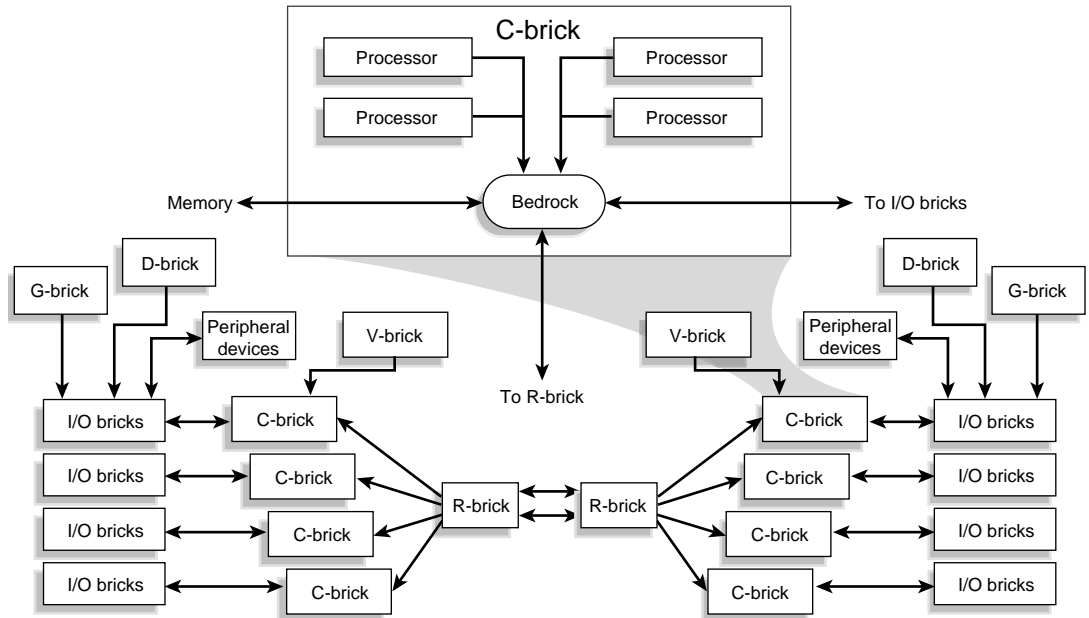 C-brick
Processor
Processor
Processor
Processor
Memory
Bedrock
To I/O bricks
D-brick
D-brick
G-brick
G-brick
Peripheral
devices
V-brick
V-brick
Peripheral
devices
To R-brick
I/O bricks
C-brick
C-brick
I/O bricks
I/O bricks
C-brick
C-brick
I/O bricks
R-brick
R-brick
I/O bricks
C-brick
C-brick
I/O bricks
I/O bricks
C-brick
C-brick
I/O bricks